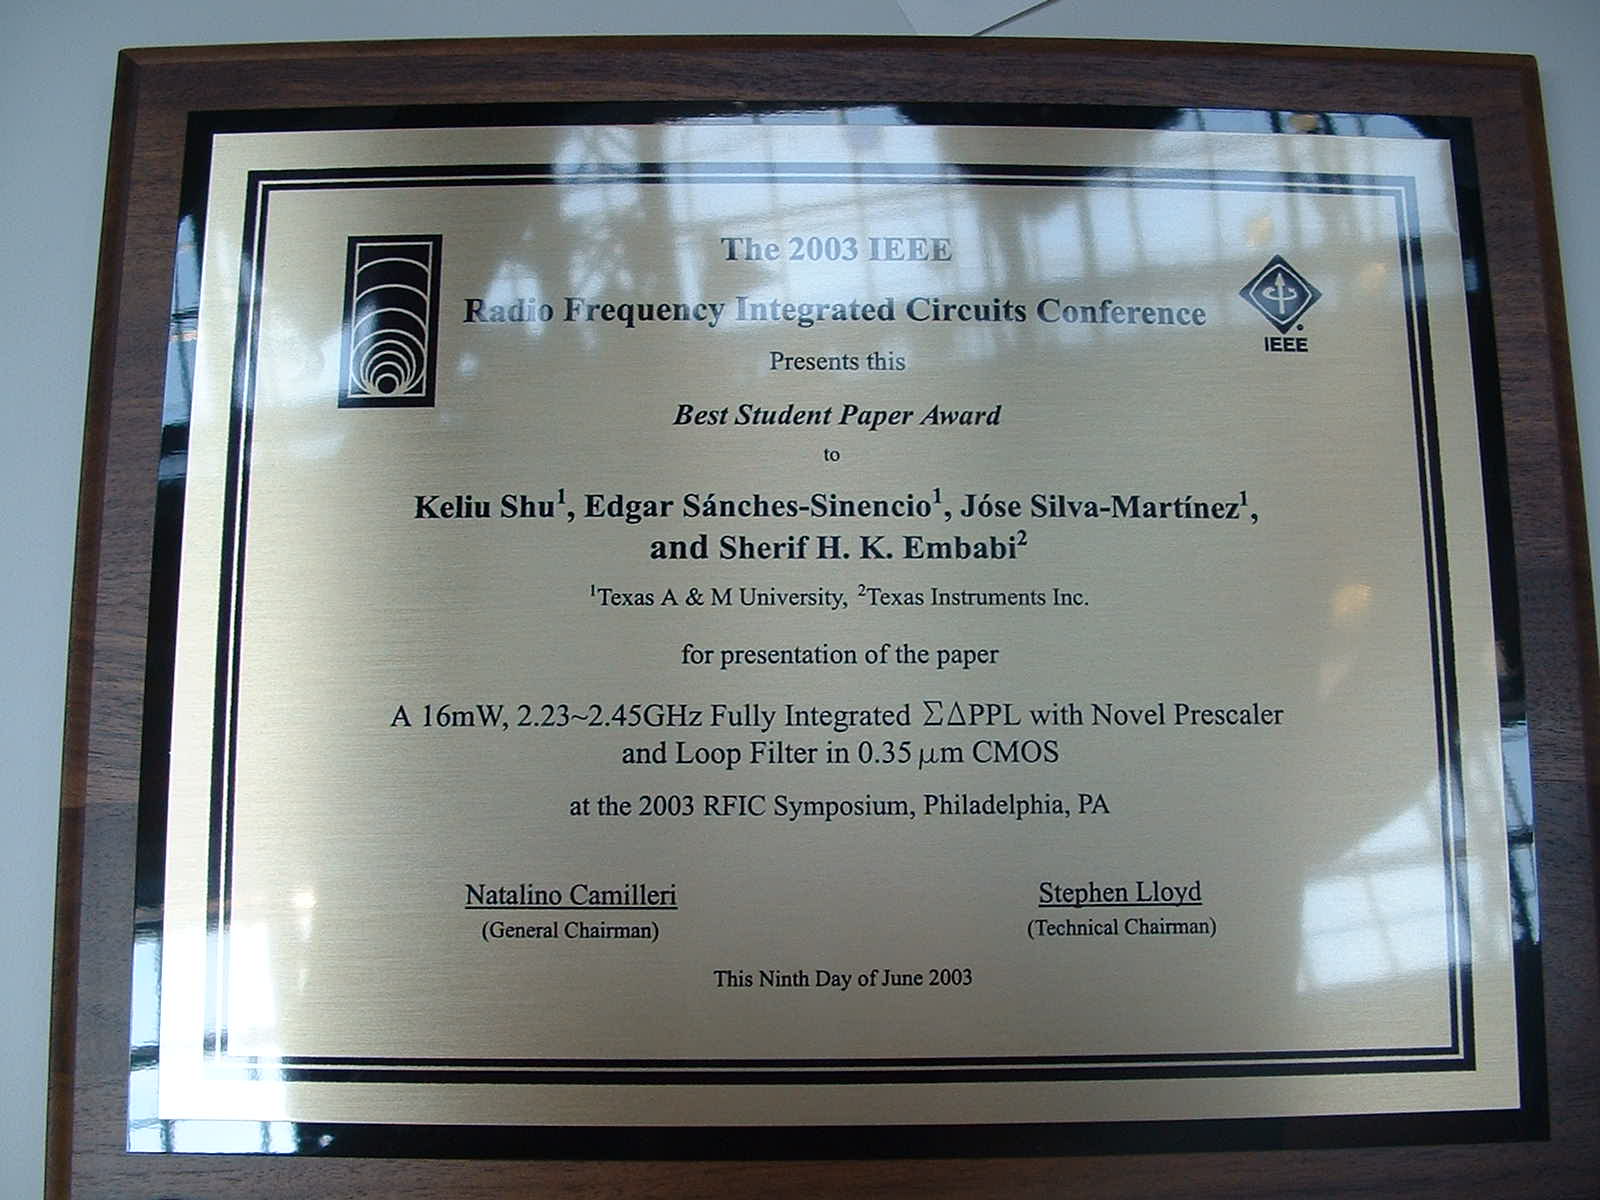 The 2003 IEEE
Radio Frequency Integrated Circuits Conference
IEEE
Presents this
Best Student Paper Award
to
Keliu Shu¹, Edgar Sánches-Sinencio¹, Jóse Silva-Martínez¹,
and Sherif H. K. Embabi²
¹Texas A & M University, ²Texas Instruments Inc.
for presentation of the paper
A 16mW, 2.23~2.45GHz Fully Integrated ΣΔPPL with Novel Prescaler
and Loop Filter in 0.35 μm CMOS
at the 2003 RFIC Symposium, Philadelphia, PA
Natalino Camilleri
(General Chairman)
Stephen Lloyd
(Technical Chairman)
This Ninth Day of June 2003